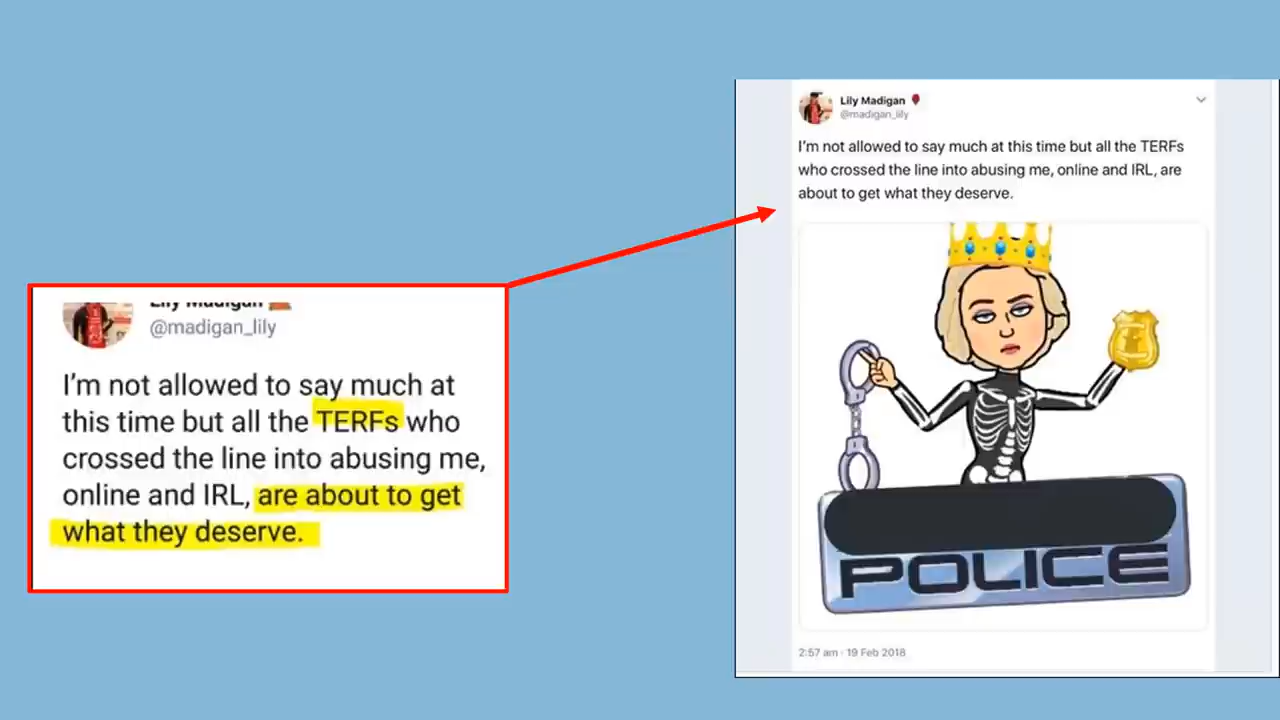 Lily Madigan
@madigan_lily
I'm not allowed to say much at
this time but all the TERFs who
crossed the line into abusing me,
online and IRL, are about to get
what they deserve.
Lily Madigan
@madigan_lily
I'm not allowed to say much at this time but all the TERFs
who crossed the line into abusing me, online and IRL, are
about to get what they deserve.
POLICE
2:57 am · 19 Feb 2018